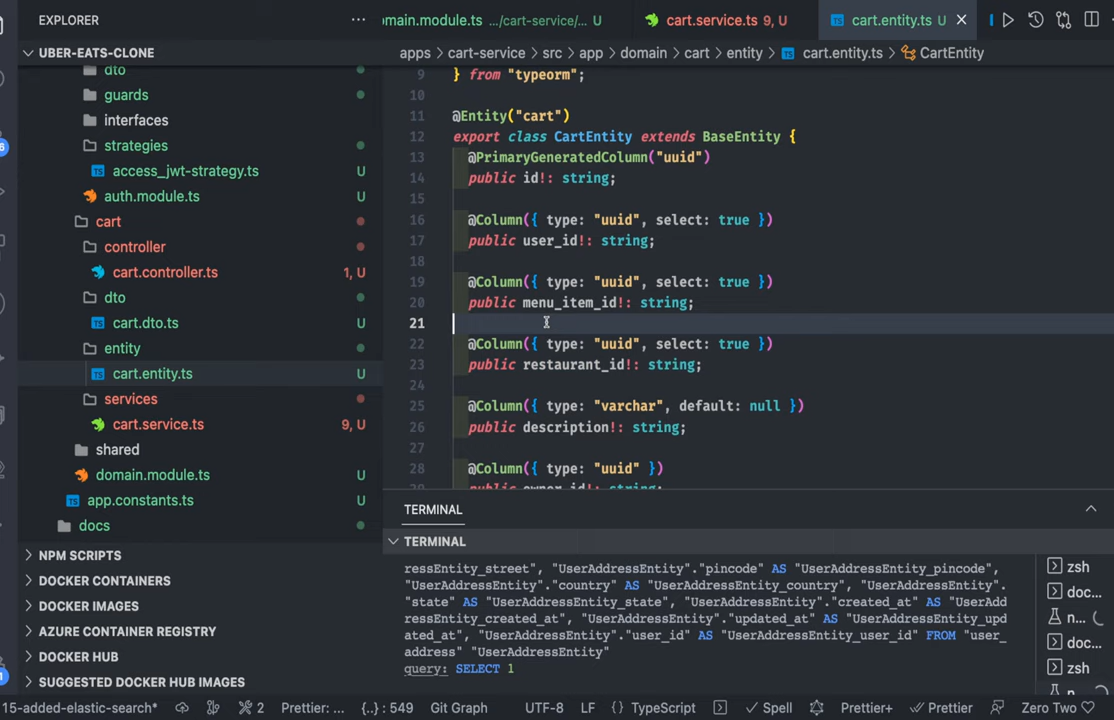 EXPLORER
UBER-EATS-CLONE
dto
guards
interfaces
strategies
access_jwt-strategy.ts U
auth.module.ts U
cart
controller
cart.controller.ts 1, U
dto
cart.dto.ts U
entity
cart.entity.ts U
services
cart.service.ts 9, U
shared
domain.module.ts U
app.constants.ts U
docs
NPM SCRIPTS
DOCKER CONTAINERS
DOCKER IMAGES
AZURE CONTAINER REGISTRY
DOCKER HUB
SUGGESTED DOCKER HUB IMAGES
omain.module.ts .../cart-service/... U
cart.service.ts 9, U
TS cart.entity.ts U
apps > cart-service > src > app > domain > cart > entity > TS cart.entity.ts > CartEntity
9 } from "typeorm";
10
11 @Entity("cart")
12 export class CartEntity extends BaseEntity {
13 @PrimaryGeneratedColumn("uuid")
14 public id!: string;
15
16 @Column({ type: "uuid", select: true })
17 public user_id!: string;
18
19 @Column({ type: "uuid", select: true })
20 public menu_item_id!: string;
21
22 @Column({ type: "uuid", select: true })
23 public restaurant_id!: string;
24
25 @Column({ type: "varchar", default: null })
26 public description!: string;
27
28 @Column({ type: "uuid" })
TERMINAL
TERMINAL
ressEntity_street", "UserAddressEntity"."pincode" AS "UserAddressEntity_pincode",
"UserAddressEntity"."country" AS "UserAddressEntity_country", "UserAddressEntity".
"state" AS "UserAddressEntity_state", "UserAddressEntity"."created_at" AS "UserAdd
ressEntity_created_at", "UserAddressEntity"."updated_at" AS "UserAddressEntity_upd
ated_at", "UserAddressEntity"."user_id" AS "UserAddressEntity_user_id" FROM "user_
address" "UserAddressEntity"
query: SELECT 1
zsh
doc...
n...
doc...
zsh
15-added-elastic-search* 2 Prettier: ... {..} : 549 Git Graph UTF-8 LF {} TypeScript Spell Prettier+ Prettier Zero Two